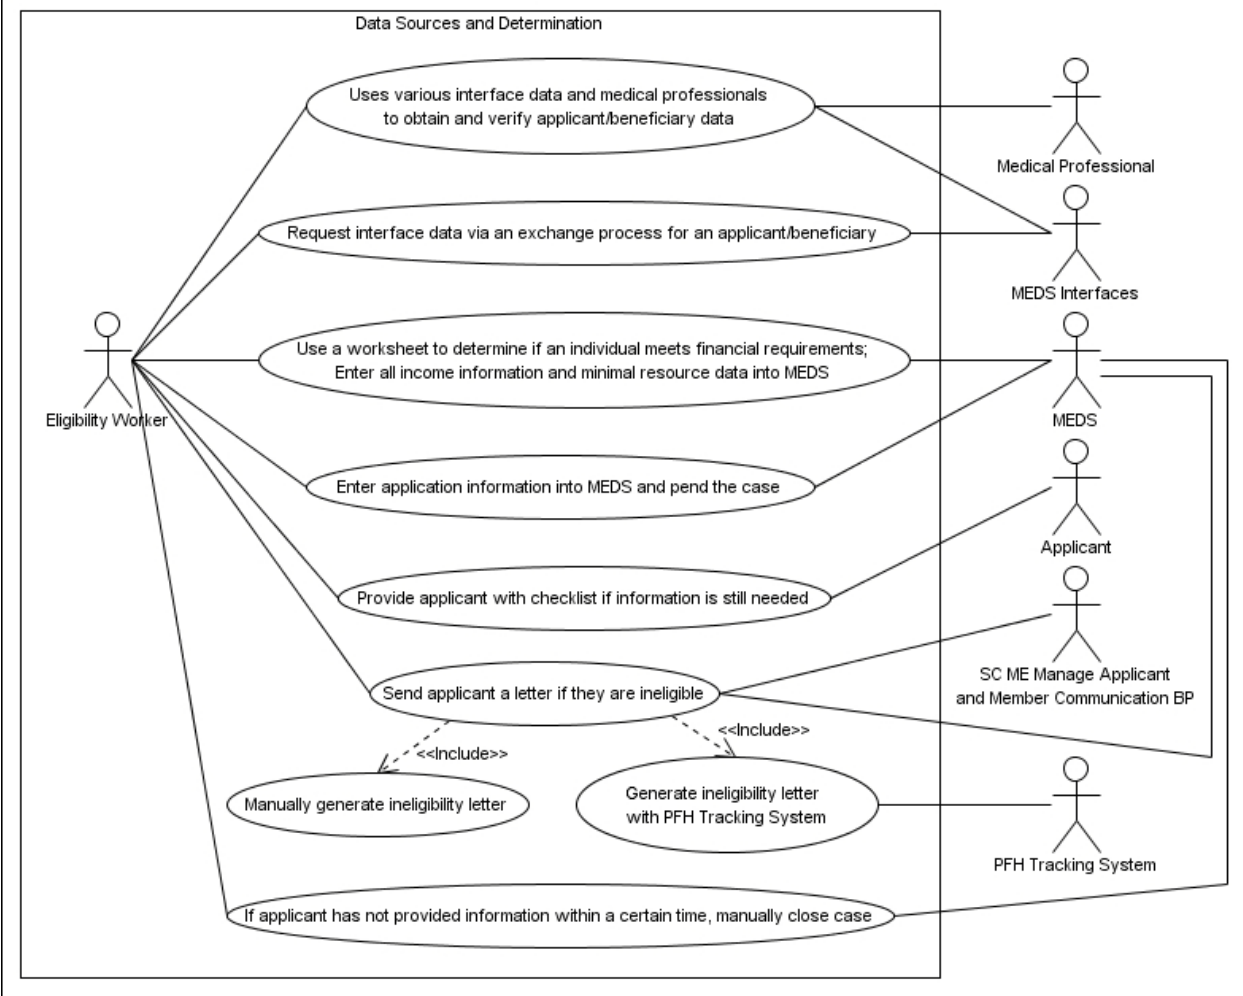 Data Sources and Determination
Uses various interface data and medical professionals
to obtain and verify applicant/beneficiary data
Medical Professional
Request interface data via an exchange process for an applicant/beneficiary
MEDS Interfaces
Use a worksheet to determine if an individual meets financial requirements;
Enter all income information and minimal resource data into MEDS
Eligibility Worker
MEDS
Enter application information into MEDS and pend the case
Applicant
Provide applicant with checklist if information is still needed
SC ME Manage Applicant
and Member Communication BP
Send applicant a letter if they are ineligible
<<Include>>
<<Include>>
Manually generate ineligibility letter
Generate ineligibility letter
with PFH Tracking System
PFH Tracking System
If applicant has not provided information within a certain time, manually close case